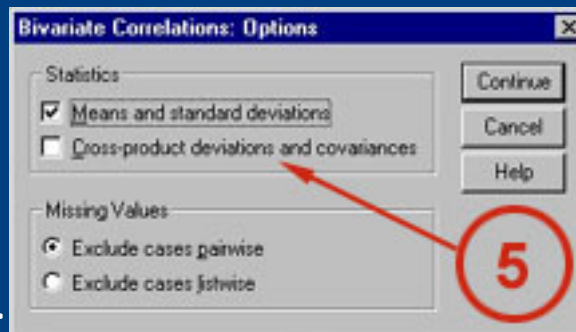 Bivariate Correlations: Options
Statistics
Means and standard deviations
Cross-product deviations and covariances
Missing Values
Exclude cases pairwise
Exclude cases listwise
Continue
Cancel
Help
5